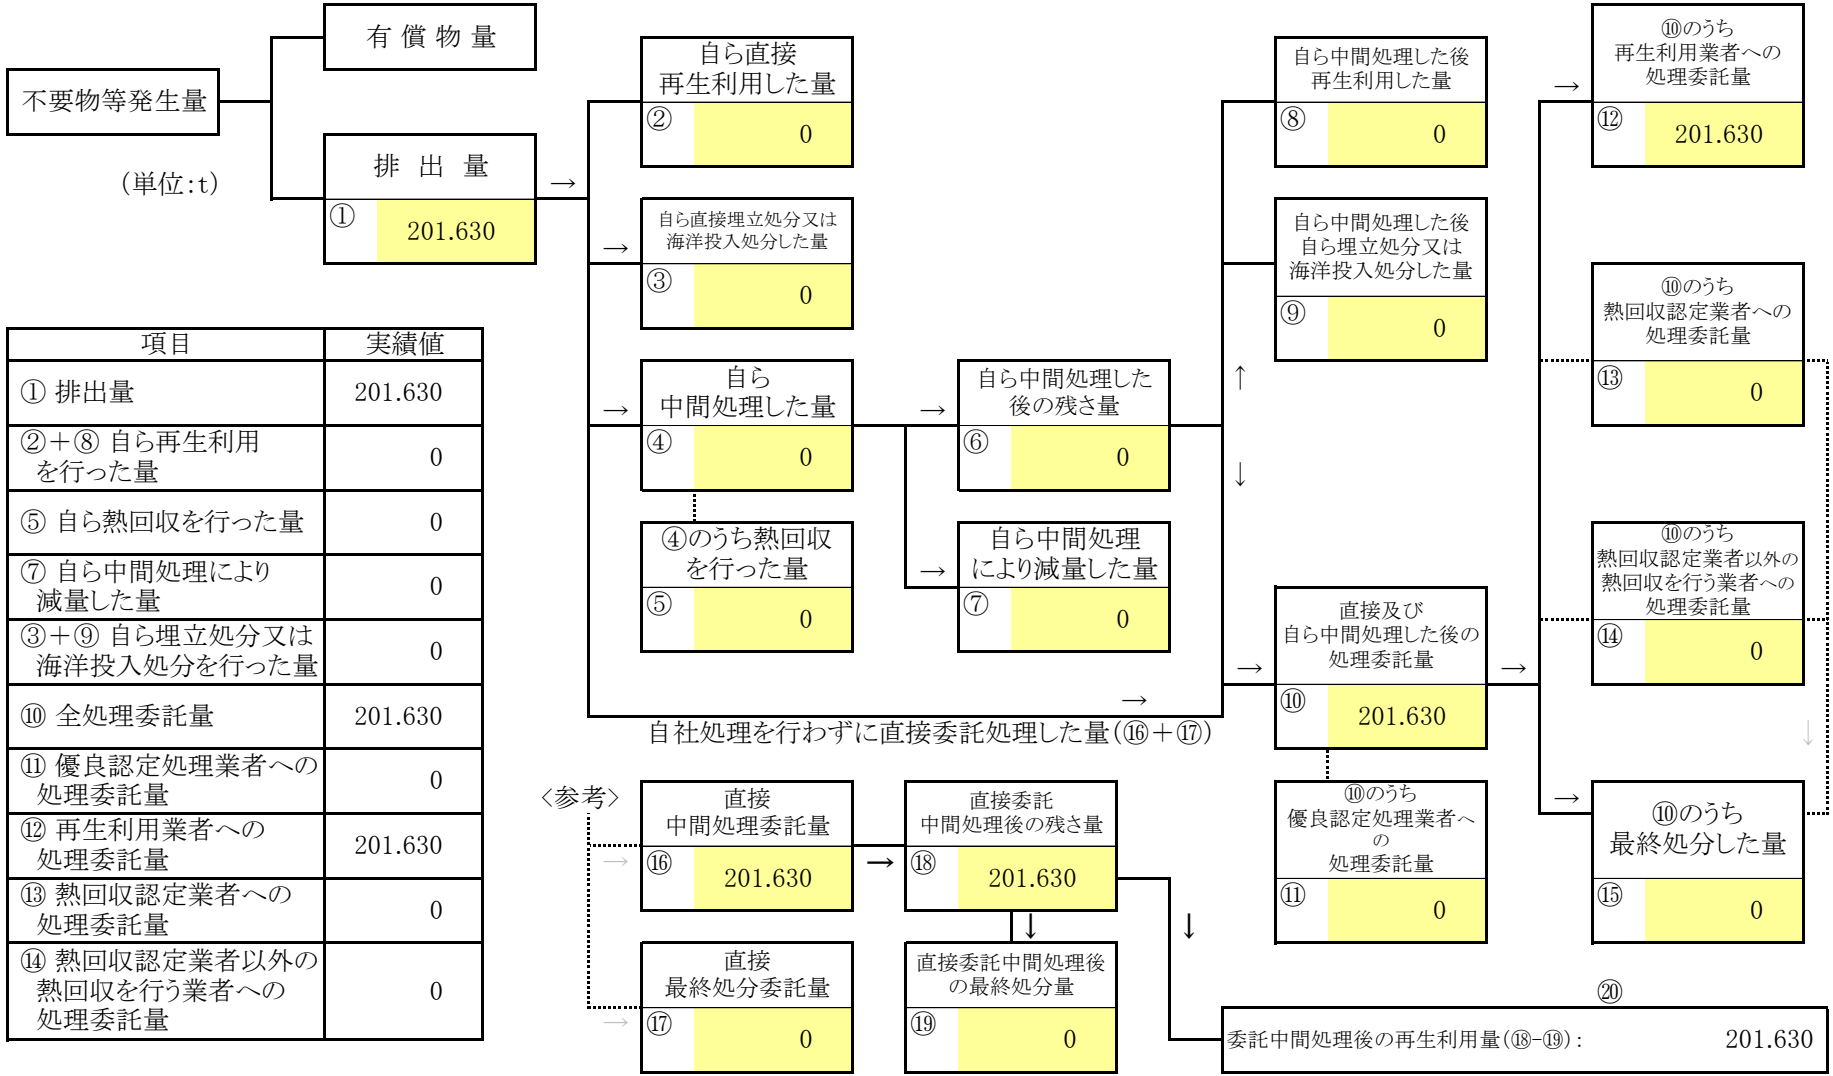 有 償 物 量
不要物等発生量
(単位:t)
排 出 量
①
201.630
→
自ら直接
再生利用した量
②
0
→
自ら直接埋立処分又は
海洋投入処分した量
③
0
→
自ら
中間処理した量
④
0
④のうち熱回収
を行った量
⑤
0
→
自ら中間処理した
後の残さ量
⑥
0
→
自ら中間処理
により減量した量
⑦
0
→
自社処理を行わずに直接委託処理した量(⑯＋⑰)
↑
↓
自ら中間処理した後
再生利用した量
⑧
0
自ら中間処理した後
自ら埋立処分又は
海洋投入処分した量
⑨
0
→
直接及び
自ら中間処理した後の
処理委託量
⑩
201.630
→
⑩のうち
優良認定処理業者へ
の
処理委託量
⑪
0
→
⑩のうち
再生利用業者への
処理委託量
⑫
201.630
⑩のうち
熱回収認定業者への
処理委託量
⑬
0
⑩のうち
熱回収認定業者以外の
熱回収を行う業者への
処理委託量
⑭
0
↓
→
⑩のうち
最終処分した量
⑮
0
項目 実績値
① 排出量 201.630
②＋⑧ 自ら再生利用
を行った量 0
⑤ 自ら熱回収を行った量 0
⑦ 自ら中間処理により
減量した量 0
③＋⑨ 自ら埋立処分又は
海洋投入処分を行った量 0
⑩ 全処理委託量 201.630
⑪ 優良認定処理業者への
処理委託量 0
⑫ 再生利用業者への
処理委託量 201.630
⑬ 熱回収認定業者への
処理委託量 0
⑭ 熱回収認定業者以外の
熱回収を行う業者への
処理委託量 0
〈参考〉
→
直接
中間処理委託量
⑯
201.630
→
直接委託
中間処理後の残さ量
⑱
201.630
↓
↓
→
直接
最終処分委託量
⑰
0
直接委託中間処理後
の最終処分量
⑲
0
⑳
委託中間処理後の再生利用量(⑱-⑲): 201.630